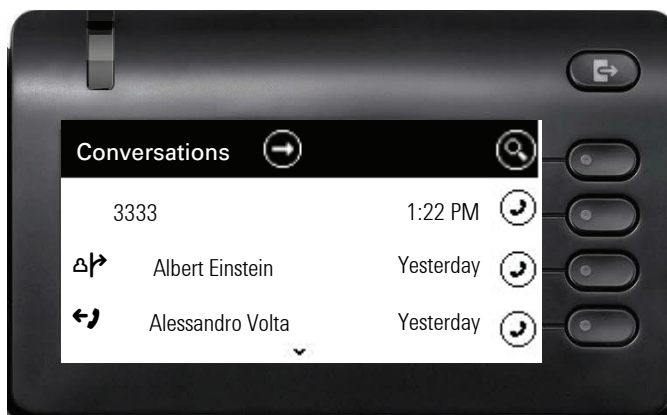 Conversations
3333 1:22 PM
Albert Einstein Yesterday
Alessandro Volta Yesterday